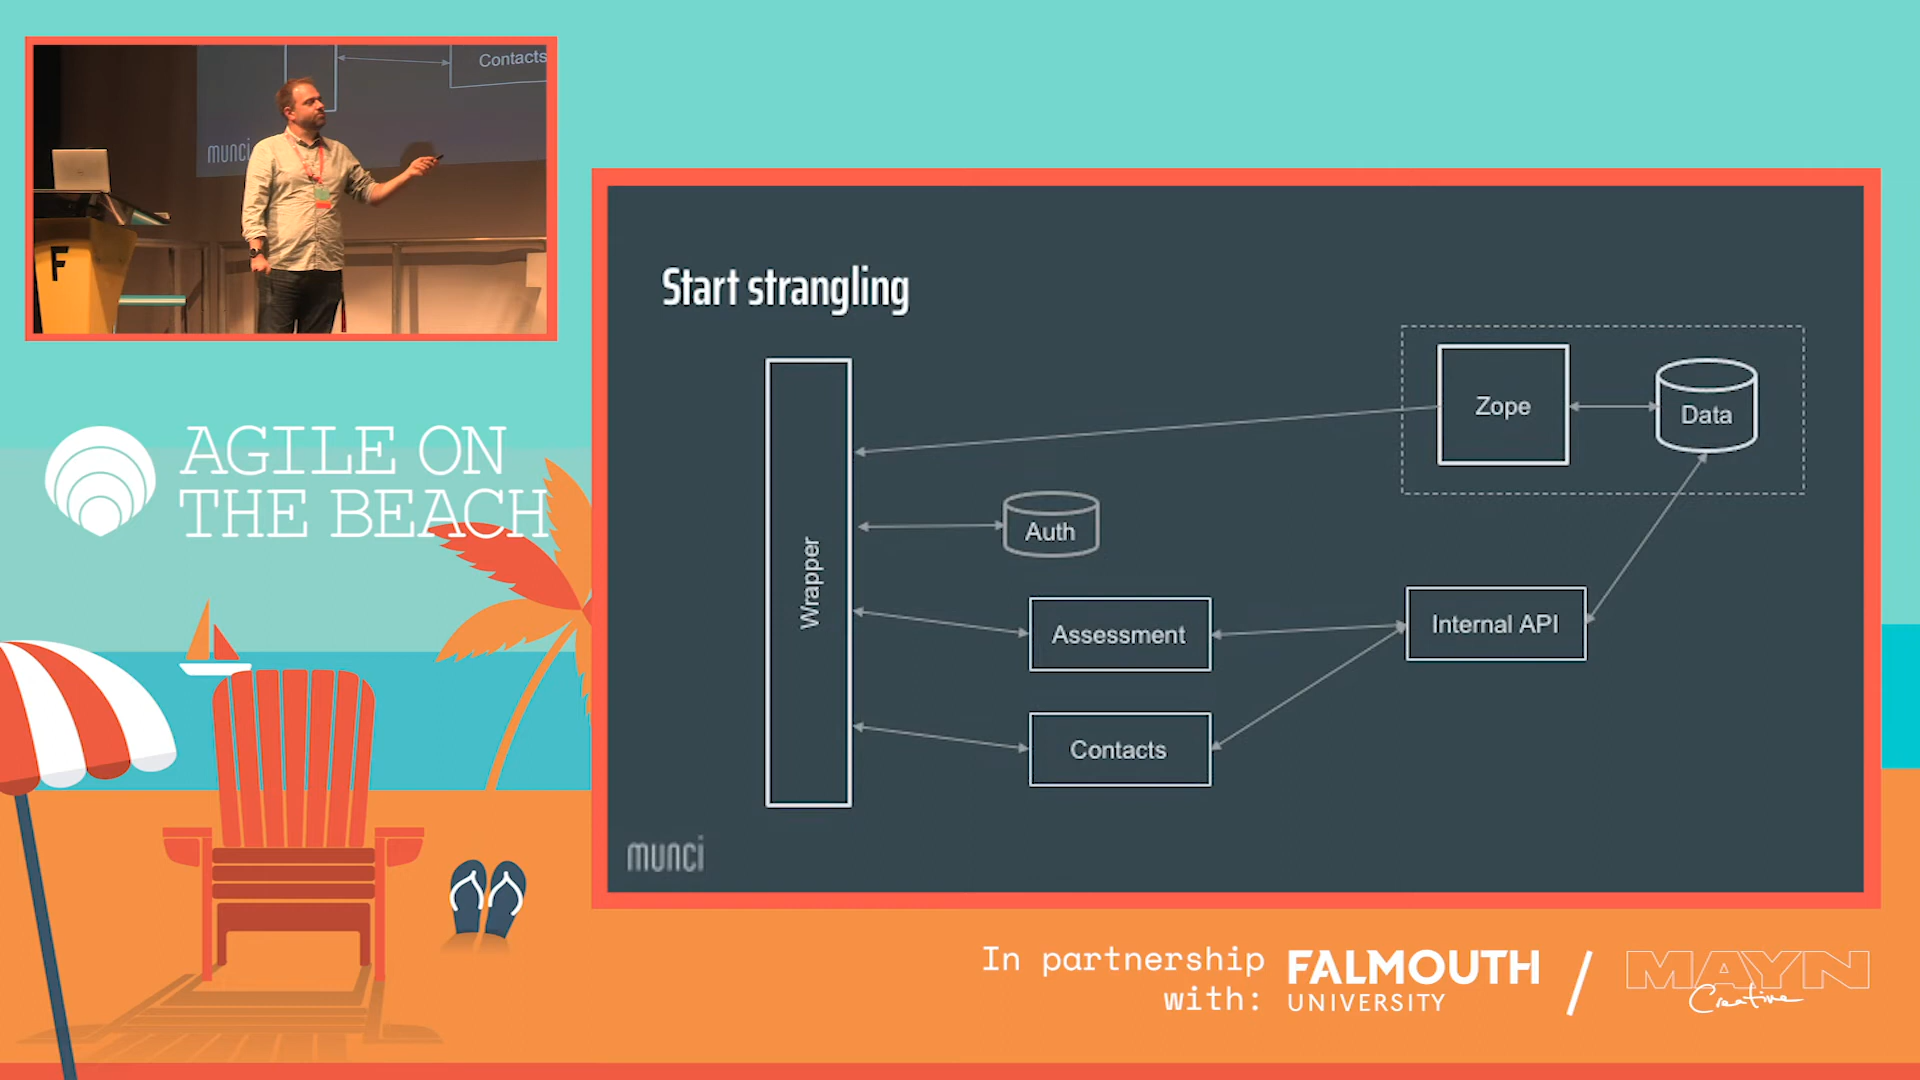 Contacts
munci
F
AGILE ON
THE BEACH
Start strangling
Wrapper
Zope
Data
Auth
Assessment
Internal API
Contacts
munci
In partnership
with:
FALMOUTH
UNIVERSITY
/
MAYN
Creative